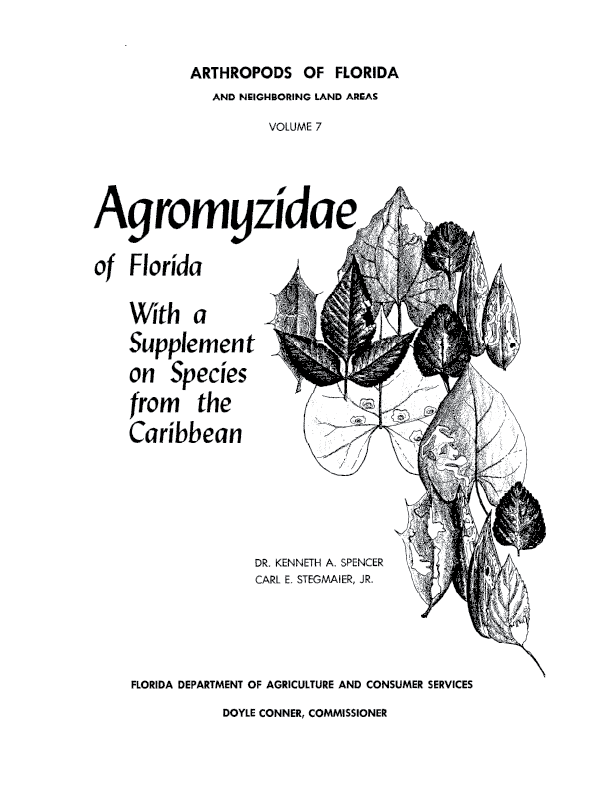 ARTHROPODS OF FLORIDA
AND NEIGHBORING LAND AREAS
VOLUME 7
Agromyzidae
of Florida
With a
Supplement
on Species
from the
Caribbean
DR. KENNETH A. SPENCER
CARL E. STEGMAIER, JR.
FLORIDA DEPARTMENT OF AGRICULTURE AND CONSUMER SERVICES
DOYLE CONNER, COMMISSIONER